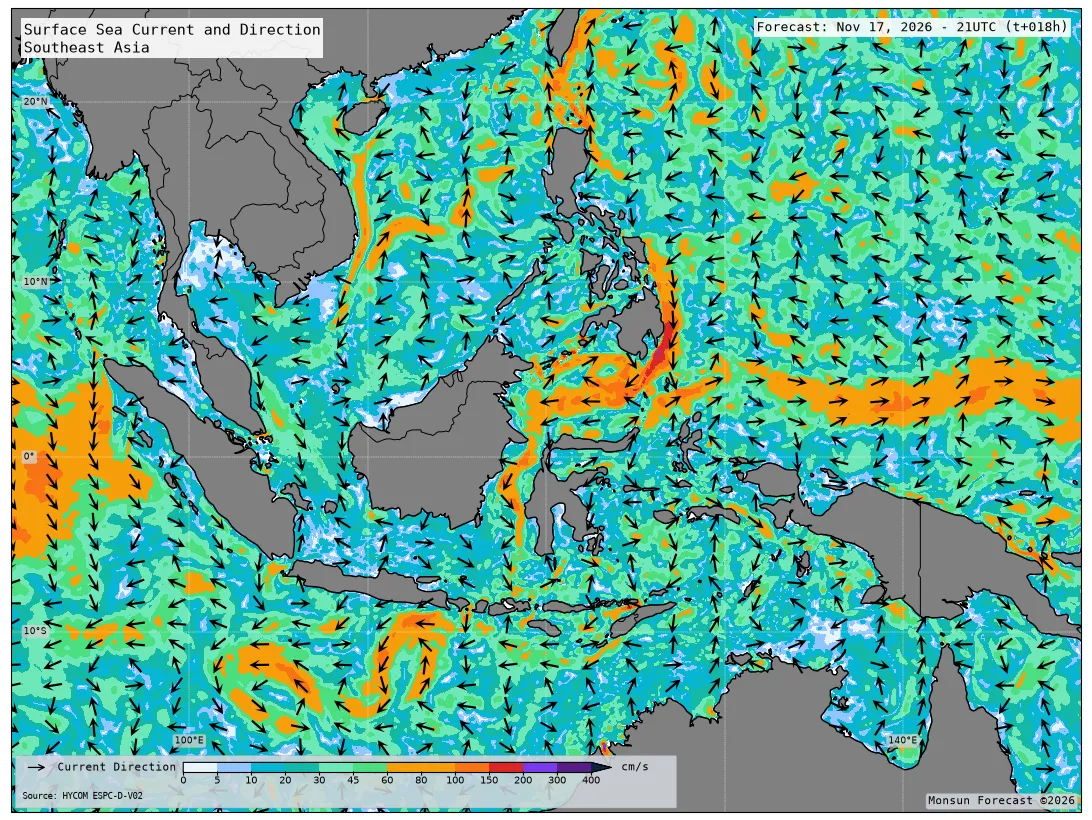 Surface Sea Current and Direction
Southeast Asia
Forecast: Nov 17, 2026 - 21UTC (t+018h)
20°N
10°N
0°
10°S
100°E
140°E
Current Direction
0 5 10 20 30 45 60 80 100 150 200 300 400
cm/s
Source: HYCOM ESPC-D-V02
Monsun Forecast ©2026